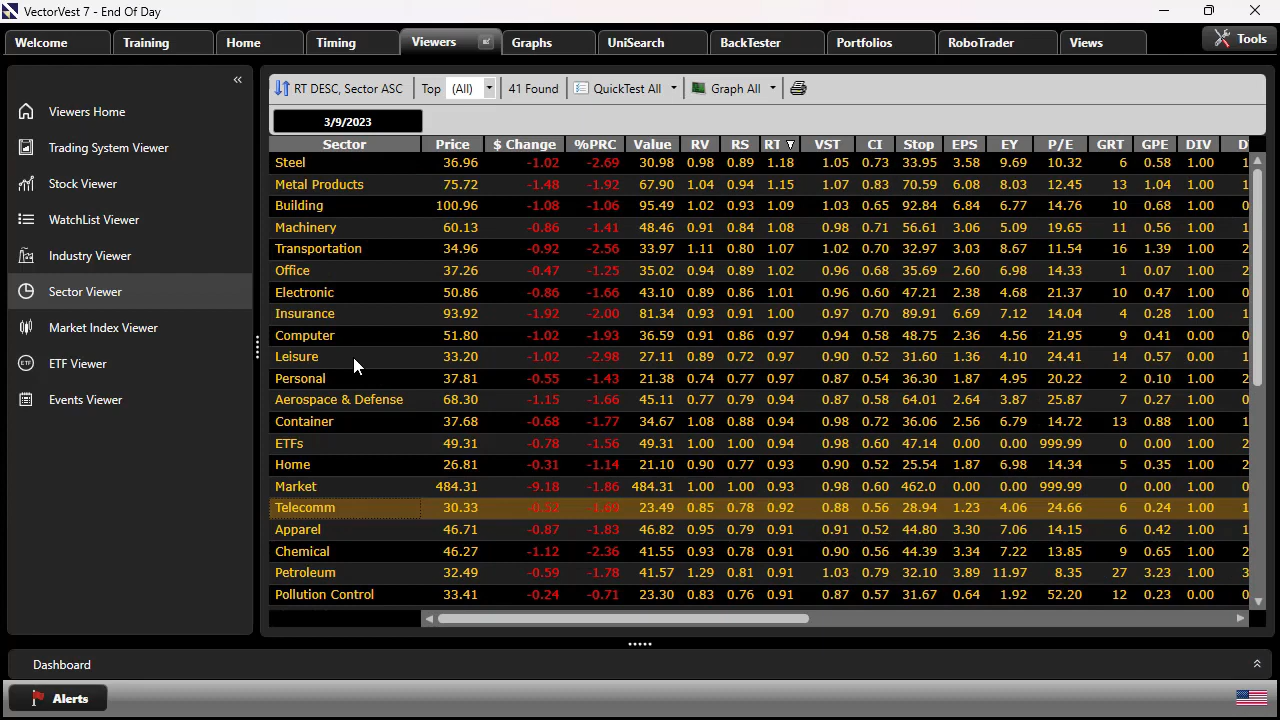 VectorVest 7 - End Of Day
Welcome Training Home Timing Viewers Graphs UniSearch BackTester Portfolios RoboTrader Views Tools
RT DESC, Sector ASC Top (All) 41 Found QuickTest All Graph All
3/9/2023
Viewers Home
Trading System Viewer
Stock Viewer
WatchList Viewer
Industry Viewer
Sector Viewer
Market Index Viewer
ETF Viewer
Events Viewer
Sector Price $ Change %PRC Value RV RS RT VST CI Stop EPS EY P/E GRT GPE DIV D
Steel 36.96 -1.02 -2.69 30.98 0.98 0.89 1.18 1.05 0.73 33.95 3.58 9.69 10.32 6 0.58 1.00 1
Metal Products 75.72 -1.48 -1.92 67.90 1.04 0.94 1.15 1.07 0.83 70.59 6.08 8.03 12.45 13 1.04 1.00 1
Building 100.96 -1.08 -1.06 95.49 1.02 0.93 1.09 1.03 0.65 92.84 6.84 6.77 14.76 10 0.68 1.00 0
Machinery 60.13 -0.86 -1.41 48.46 0.91 0.84 1.08 0.98 0.71 56.61 3.06 5.09 19.65 11 0.56 1.00 1
Transportation 34.96 -0.92 -2.56 33.97 1.11 0.80 1.07 1.02 0.70 32.97 3.03 8.67 11.54 16 1.39 1.00 2
Office 37.26 -0.47 -1.25 35.02 0.94 0.89 1.02 0.96 0.68 35.69 2.60 6.98 14.33 1 0.07 1.00 2
Electronic 50.86 -0.86 -1.66 43.10 0.89 0.86 1.01 0.96 0.60 47.21 2.38 4.68 21.37 10 0.47 1.00 0
Insurance 93.92 -1.92 -2.00 81.34 0.93 0.91 1.00 0.97 0.70 89.91 6.69 7.12 14.04 4 0.28 1.00 1
Computer 51.80 -1.02 -1.93 36.59 0.91 0.86 0.97 0.94 0.58 48.75 2.36 4.56 21.95 9 0.41 0.00 0
Leisure 33.20 -1.02 -2.98 27.11 0.89 0.72 0.97 0.90 0.52 31.60 1.36 4.10 24.41 14 0.57 0.00 1
Personal 37.81 -0.55 -1.43 21.38 0.74 0.77 0.97 0.87 0.54 36.30 1.87 4.95 20.22 2 0.10 0.00 1
Aerospace & Defense 68.30 -1.15 -1.66 45.11 0.77 0.79 0.94 0.87 0.58 64.01 2.64 3.87 25.87 7 0.27 1.00 0
Container 37.68 -0.68 -1.77 34.67 1.08 0.88 0.94 0.98 0.72 36.06 2.56 6.79 14.72 13 0.88 1.00 1
ETFs 49.31 -0.78 -1.56 49.31 1.00 1.00 0.94 0.98 0.60 47.14 0.00 0.00 999.99 0 0.00 1.00 2
Home 26.81 -0.31 -1.14 21.10 0.90 0.77 0.93 0.90 0.52 25.54 1.87 6.98 14.34 5 0.35 1.00 2
Market 484.31 -9.18 -1.86 484.31 1.00 1.00 0.93 0.98 0.60 462.0 0.00 0.00 999.99 0 0.00 1.00 1
Telecomm 30.33 23.49 0.85 0.78 0.92 0.88 0.56 28.94 1.23 4.06 24.66 6 0.24 1.00 1
Apparel 46.71 -0.87 -1.83 46.82 0.95 0.79 0.91 0.91 0.52 44.80 3.30 7.06 14.15 6 0.42 1.00 1
Chemical 46.27 -1.12 -2.36 41.55 0.93 0.78 0.91 0.90 0.56 44.39 3.34 7.22 13.85 9 0.65 1.00 2
Petroleum 32.49 -0.59 -1.78 41.57 1.29 0.81 0.91 1.03 0.79 32.10 3.89 11.97 8.35 27 3.23 1.00 3
Pollution Control 33.41 -0.24 -0.71 23.30 0.83 0.76 0.91 0.87 0.57 31.67 0.64 1.92 52.20 12 0.23 0.00 0
Dashboard
Alerts